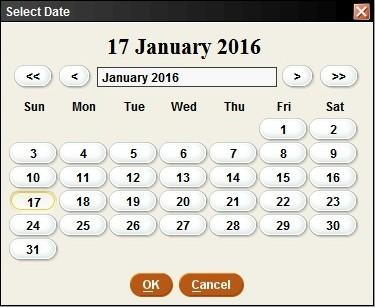 Select Date
17 January 2016
<< < January 2016 > >>
Sun Mon Tue Wed Thu Fri Sat
1 2
3 4 5 6 7 8 9
10 11 12 13 14 15 16
17 18 19 20 21 22 23
24 25 26 27 28 29 30
31
OK Cancel